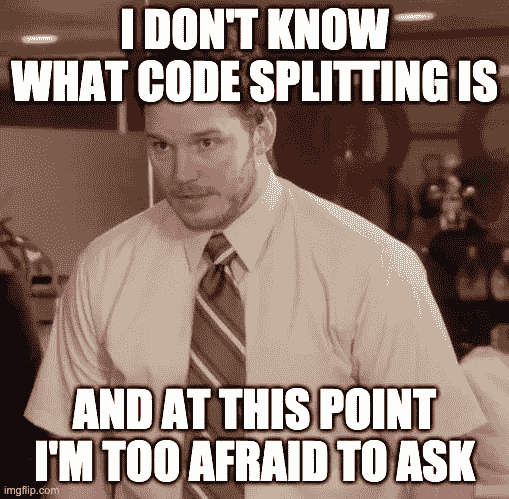 I DON'T KNOW
WHAT CODE SPLITTING IS
AND AT THIS POINT
I'M TOO AFRAID TO ASK
imgflip.com